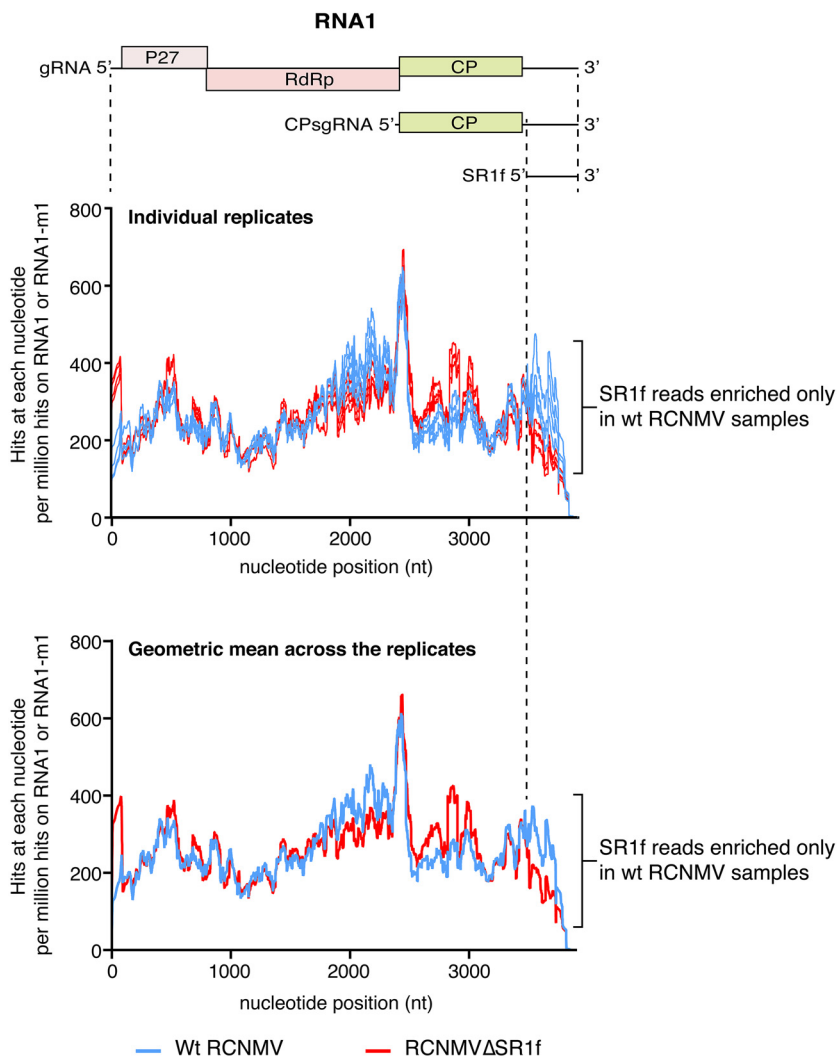 RNA1
gRNA 5’
P27
RdRp
CP
3’
CPsgRNA 5’
CP
3’
SR1f 5’
3’
Individual replicates
Hits at each nucleotide
per million hits on RNA1 or RNA1-m1
800
600
400
200
0
0 1000 2000 3000
nucleotide position (nt)
SR1f reads enriched only
in wt RCNMV samples
Geometric mean across the replicates
Hits at each nucleotide
per million hits on RNA1 or RNA1-m1
800
600
400
200
0
0 1000 2000 3000
nucleotide position (nt)
SR1f reads enriched only
in wt RCNMV samples
Wt RCNMV RCNMVΔSR1f